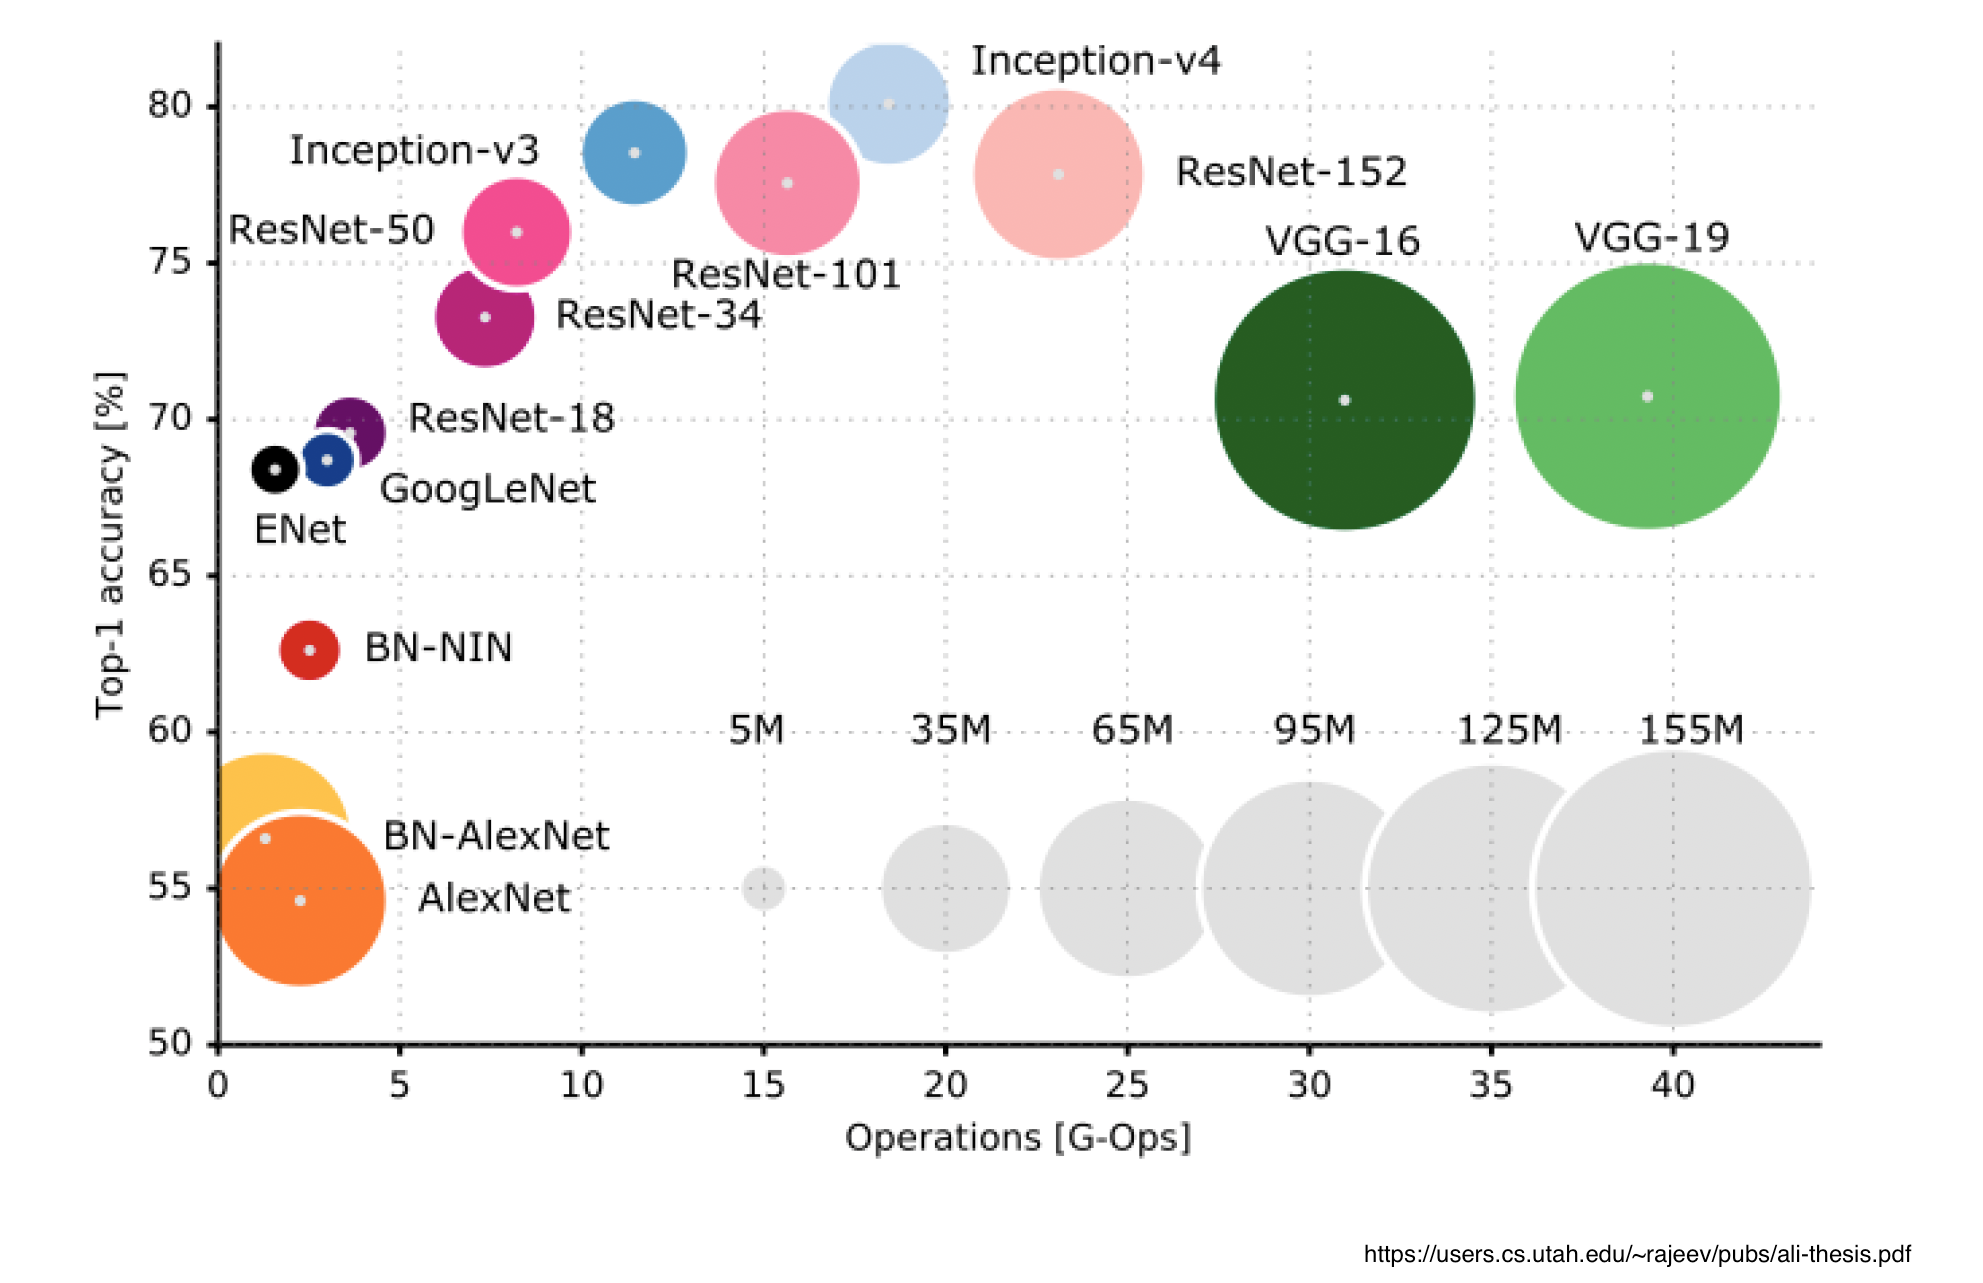 Inception-v4
80
Inception-v3
ResNet-152
ResNet-50
VGG-16
VGG-19
75
ResNet-101
ResNet-34
Top-1 accuracy [%]
70
ResNet-18
GoogLeNet
ENet
65
BN-NIN
60
5M 35M 65M 95M 125M 155M
BN-AlexNet
55
AlexNet
50
0 5 10 15 20 25 30 35 40
Operations [G-Ops]
https://users.cs.utah.edu/~rajeev/pubs/ali-thesis.pdf